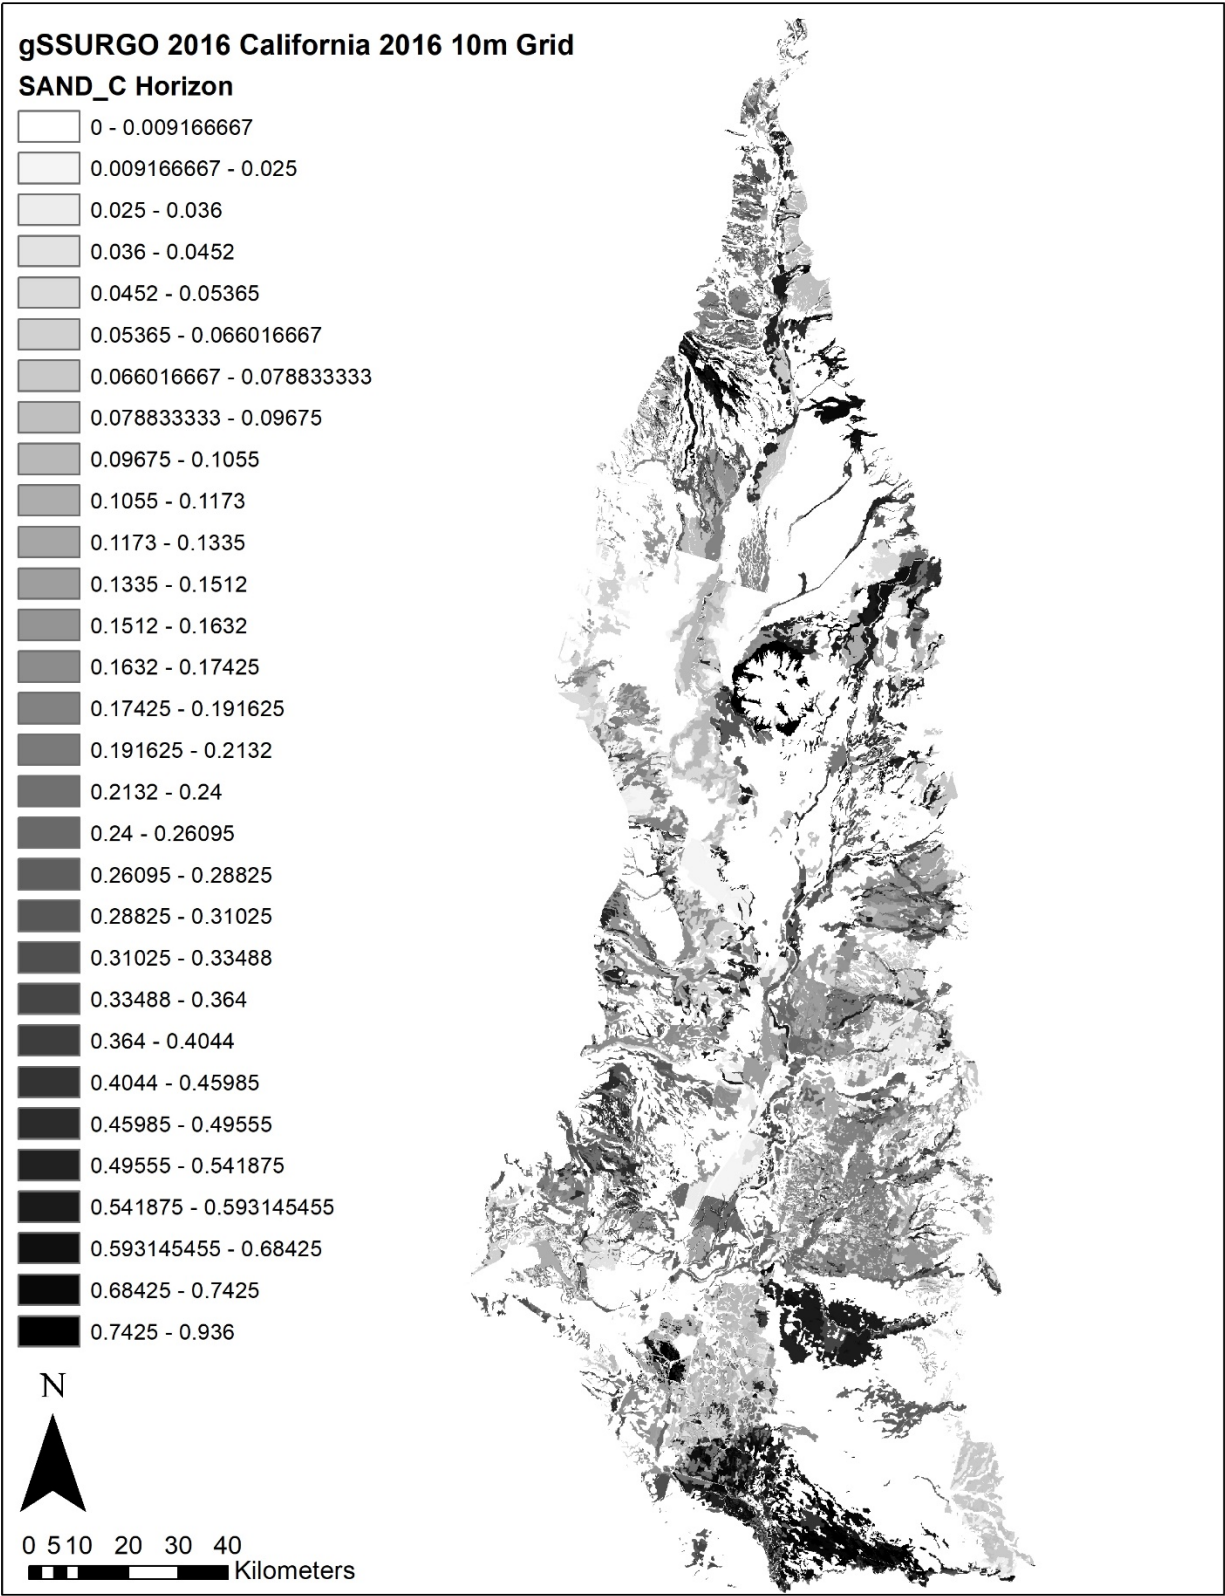 gSSURGO 2016 California 2016 10m Grid
SAND_C Horizon
0 - 0.009166667
0.009166667 - 0.025
0.025 - 0.036
0.036 - 0.0452
0.0452 - 0.05365
0.05365 - 0.066016667
0.066016667 - 0.078833333
0.078833333 - 0.09675
0.09675 - 0.1055
0.1055 - 0.1173
0.1173 - 0.1335
0.1335 - 0.1512
0.1512 - 0.1632
0.1632 - 0.17425
0.17425 - 0.191625
0.191625 - 0.2132
0.2132 - 0.24
0.24 - 0.26095
0.26095 - 0.28825
0.28825 - 0.31025
0.31025 - 0.33488
0.33488 - 0.364
0.364 - 0.4044
0.4044 - 0.45985
0.45985 - 0.49555
0.49555 - 0.541875
0.541875 - 0.593145455
0.593145455 - 0.68425
0.68425 - 0.7425
0.7425 - 0.936
N
0 5 10 20 30 40
Kilometers